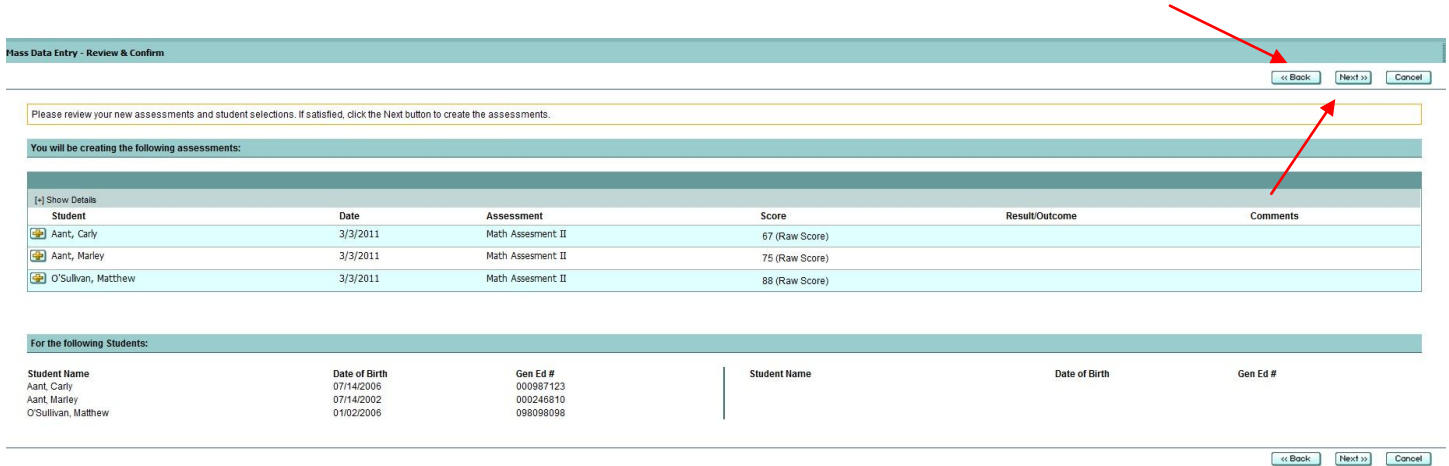 Mass Data Entry - Review & Confirm
<< Back Next >> Cancel
Please review your new assessments and student selections. If satisfied, click the Next button to create the assessments.
You will be creating the following assessments:
[+] Show Details
Student Date Assessment Score Result/Outcome Comments
Aant, Carly 3/3/2011 Math Assesment II 67 (Raw Score)
Aant, Marley 3/3/2011 Math Assesment II 75 (Raw Score)
O'Sullivan, Matthew 3/3/2011 Math Assesment II 88 (Raw Score)
For the following Students:
Student Name Date of Birth Gen Ed # Student Name Date of Birth Gen Ed #
Aant, Carly 07/14/2006 000987123
Aant, Marley 07/14/2002 000246810
O'Sullivan, Matthew 01/02/2006 098098098
<< Back Next >> Cancel